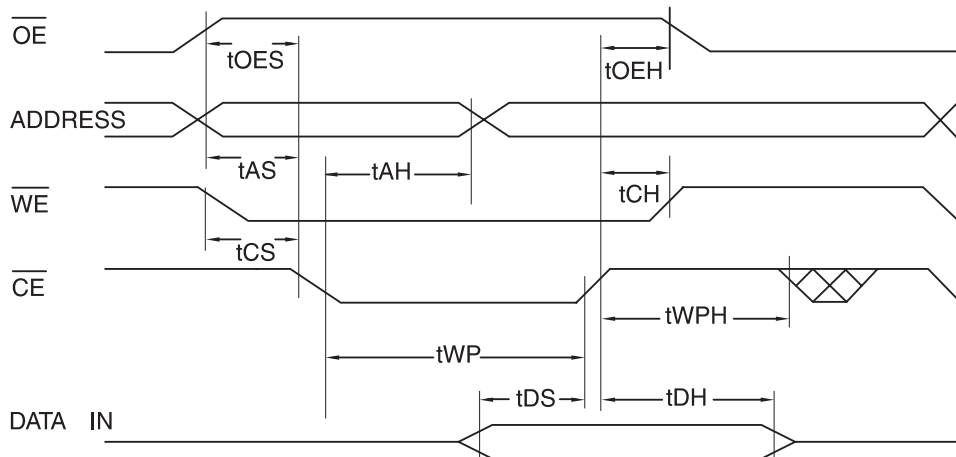 OE
tOES
tOEH
ADDRESS
tAS
tAH
tCH
WE
tCS
CE
tWPH
tWP
tDS
tDH
DATA IN